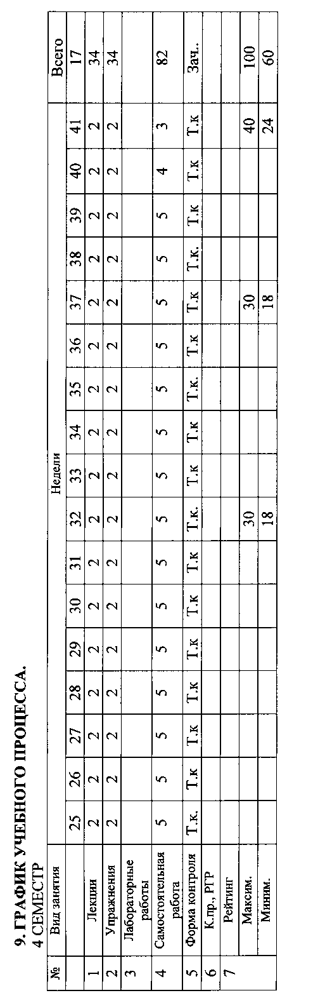 9. ГРАФИК УЧЕБНОГО ПРОЦЕССА.
4 СЕМЕСТР
№ Вид занятия Недели Всего
25 26 27 28 29 30 31 32 33 34 35 36 37 38 39 40 41 17
1 Лекции 2 2 2 2 2 2 2 2 2 2 2 2 2 2 2 2 2 34
2 Упражнения 2 2 2 2 2 2 2 2 2 2 2 2 2 2 2 2 2 34
3 Лабораторные
работы
4 Самостоятельная 5 5 5 5 5 5 5 5 5 5 5 5 5 5 5 4 3 82
работа
5 Форма контроля Т.к. Т.к Т.к Т.к Т.к Т.к Т.к Т.к. Т.к Т.к Т.к. Т.к Т.к Т.к. Т.к Т.к Т.к Зач..
6 К.пр., РГР
7 Рейтинг
Максим. 30 30 40 100
Миним. 18 18 24 60